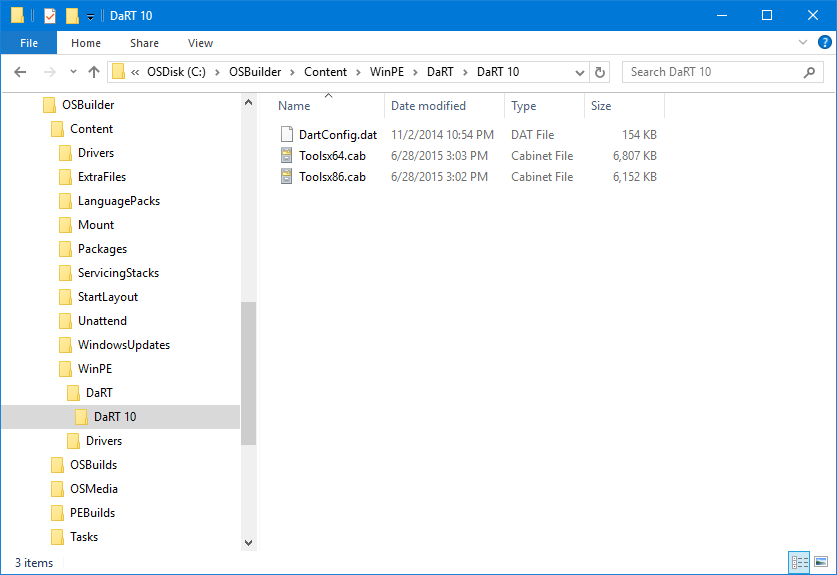 DaRT 10
File Home Share View
« OSDisk (C:) > OSBuilder > Content > WinPE > DaRT > DaRT 10
Search DaRT 10
OSBuilder
Content
Drivers
ExtraFiles
LanguagePacks
Mount
Packages
ServicingStacks
StartLayout
Unattend
WindowsUpdates
WinPE
DaRT
DaRT 10
Drivers
OSBuilds
OSMedia
PEBuilds
Tasks
Name Date modified Type Size
DartConfig.dat 11/2/2014 10:54 PM DAT File 154 KB
Toolsx64.cab 6/28/2015 3:03 PM Cabinet File 6,807 KB
Toolsx86.cab 6/28/2015 3:02 PM Cabinet File 6,152 KB
3 items